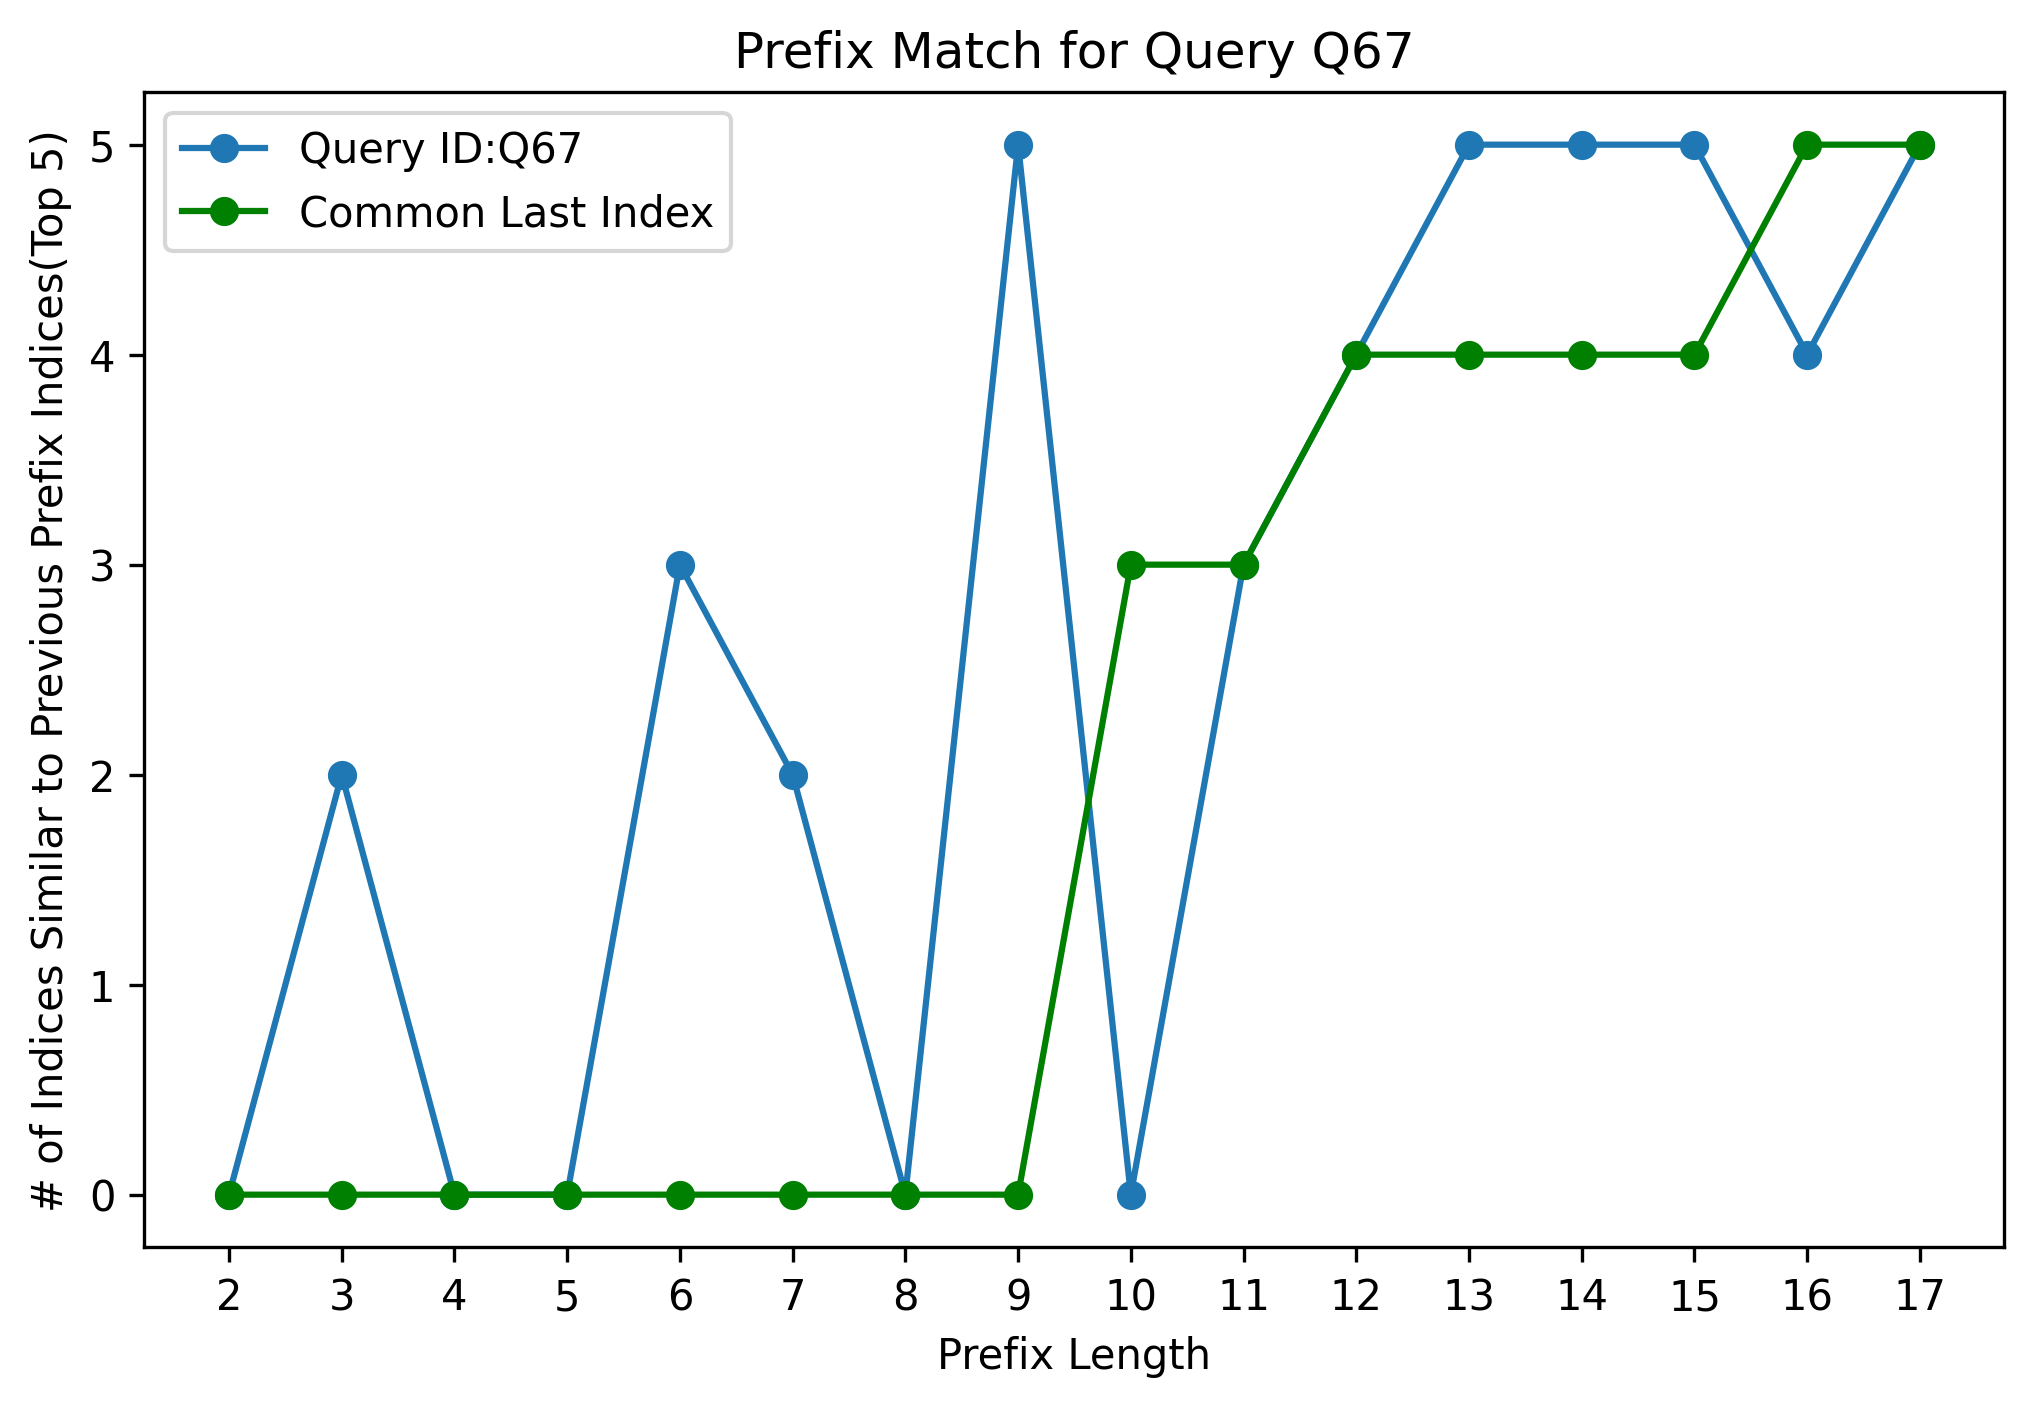 Prefix Match for Query Q67
Query ID:Q67
Common Last Index
# of Indices Similar to Previous Prefix Indices(Top 5)
5
4
3
2
1
0
2 3 4 5 6 7 8 9 10 11 12 13 14 15 16 17
Prefix Length